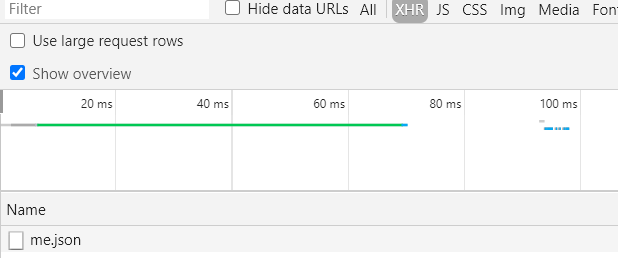 Filter Hide data URLs All XHR JS CSS Img Media Fon
Use large request rows
Show overview
20 ms 40 ms 60 ms 80 ms 100 ms
Name
me.json